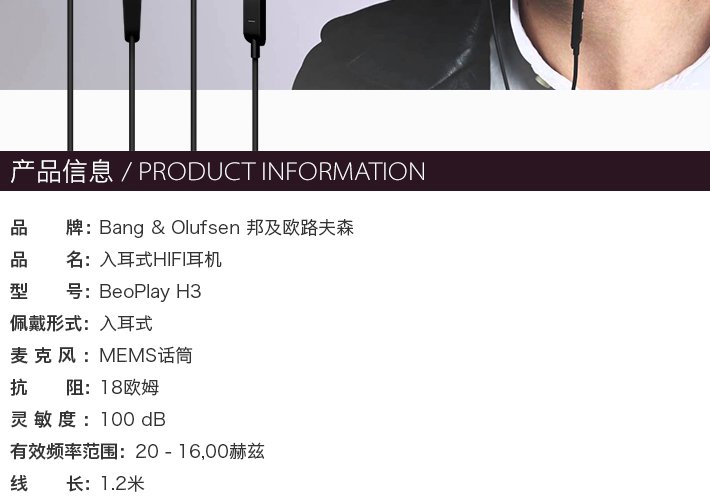 产品信息 / PRODUCT INFORMATION
品 牌: Bang & Olufsen 邦及欧路夫森
品 名: 入耳式HIFI耳机
型 号: BeoPlay H3
佩戴形式: 入耳式
麦 克 风 : MEMS话筒
抗 阻: 18欧姆
灵 敏 度 : 100 dB
有效频率范围: 20 - 16,00赫兹
线 长: 1.2米